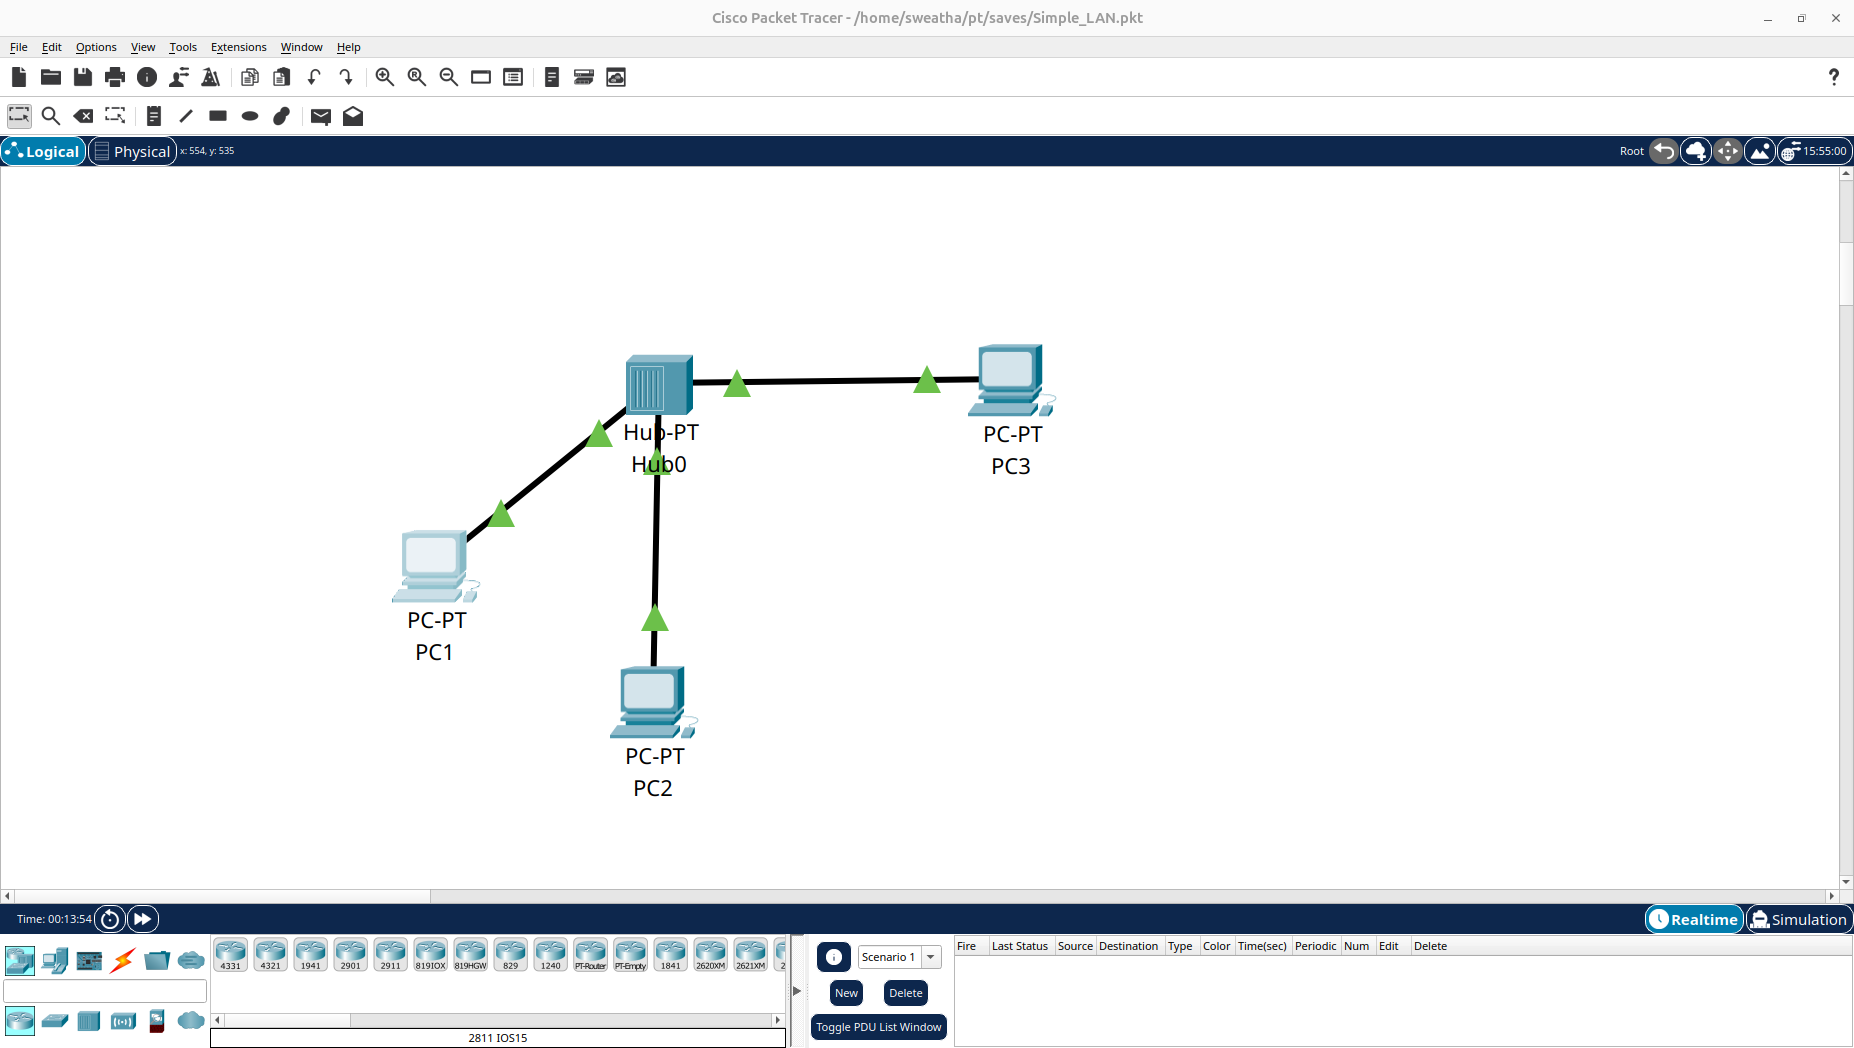 Cisco Packet Tracer - /home/sweatha/pt/saves/Simple_LAN.pkt
File Edit Options View Tools Extensions Window Help
Logical Physical x: 554, y: 535 Root 15:55:00
Hub-PT
Hub0
PC-PT
PC3
PC-PT
PC1
PC-PT
PC2
Time: 00:13:54 Realtime Simulation
4331 4321 1941 2901 2911 819IOX 819HGW 829 1240 PT-Router PT-Empty 1841 2620XM 2621XM 2
2811 IOS15
Scenario 1
New Delete
Toggle PDU List Window
Fire Last Status Source Destination Type Color Time(sec) Periodic Num Edit Delete